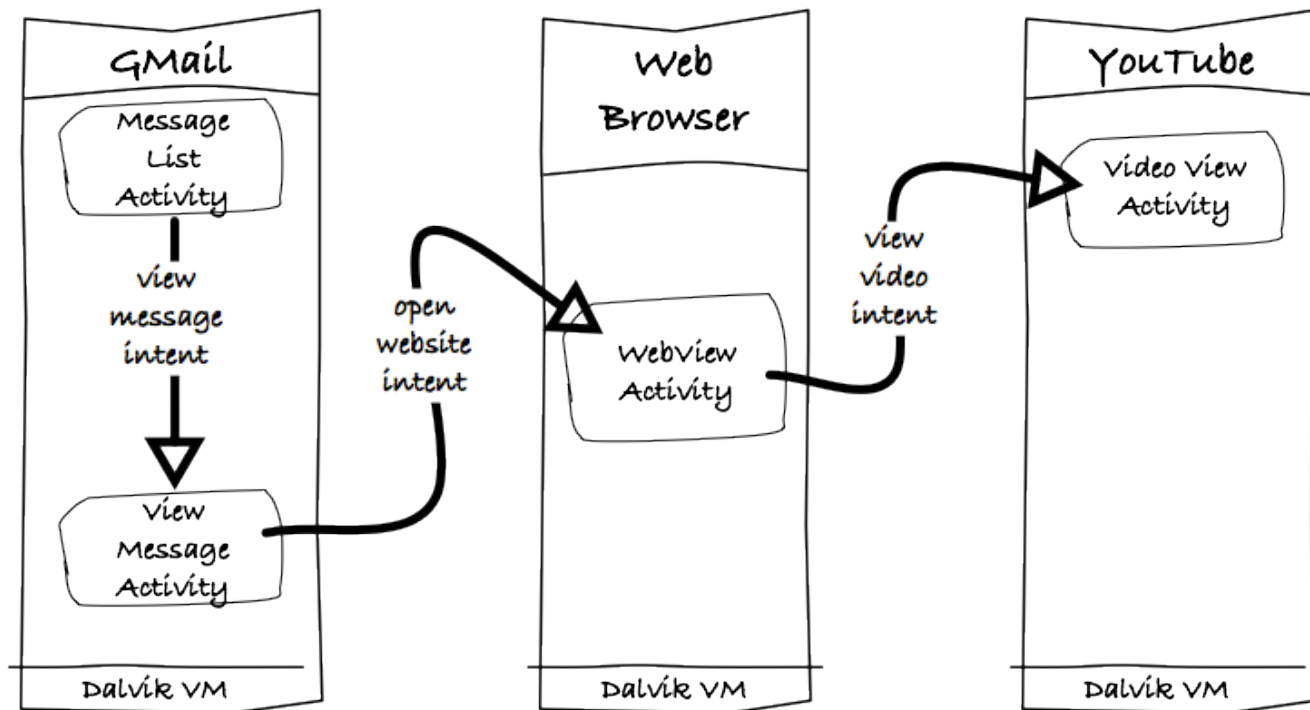 GMail
Message
List
Activity
view
message
intent
View
Message
Activity
Dalvik VM
open
website
intent
Web
Browser
WebView
Activity
Dalvik VM
view
video
intent
YouTube
Video View
Activity
Dalvik VM